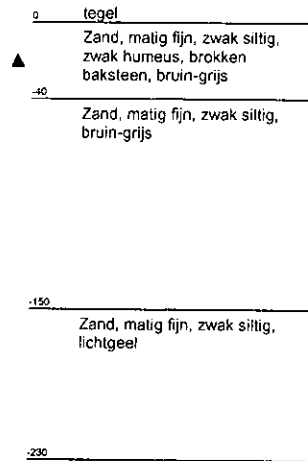 0 tegel
Zand, matig fijn, zwak siltig,
zwak humeus, brokken
baksteen, bruin-grijs
-40
Zand, matig fijn, zwak siltig,
bruin-grijs
-150
Zand, matig fijn, zwak siltig,
lichtgeel
-230